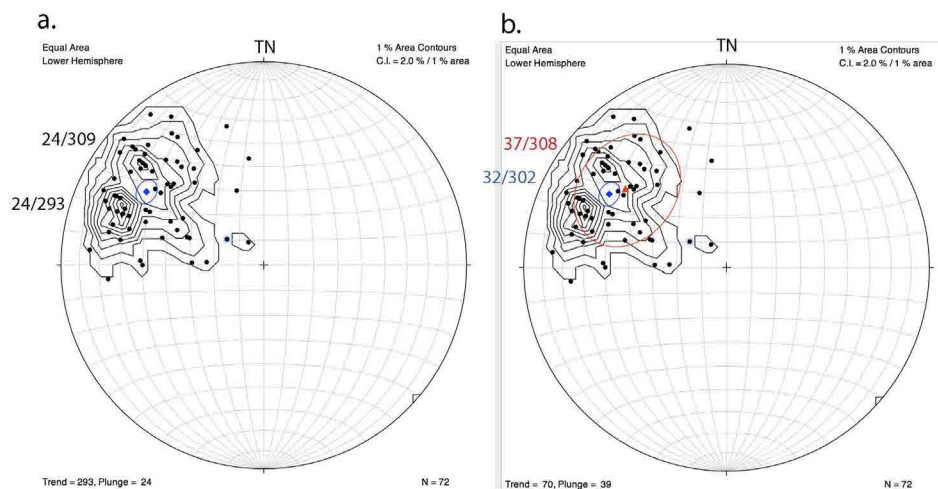 a.
Equal Area
Lower Hemisphere
TN
1 % Area Contours
C.I. = 2.0 % / 1 % area
24/309
24/293
Trend = 293, Plunge = 24
N = 72
b.
Equal Area
Lower Hemisphere
TN
1 % Area Contours
C.I. = 2.0 % / 1 % area
37/308
32/302
Trend = 70, Plunge = 39
N = 72